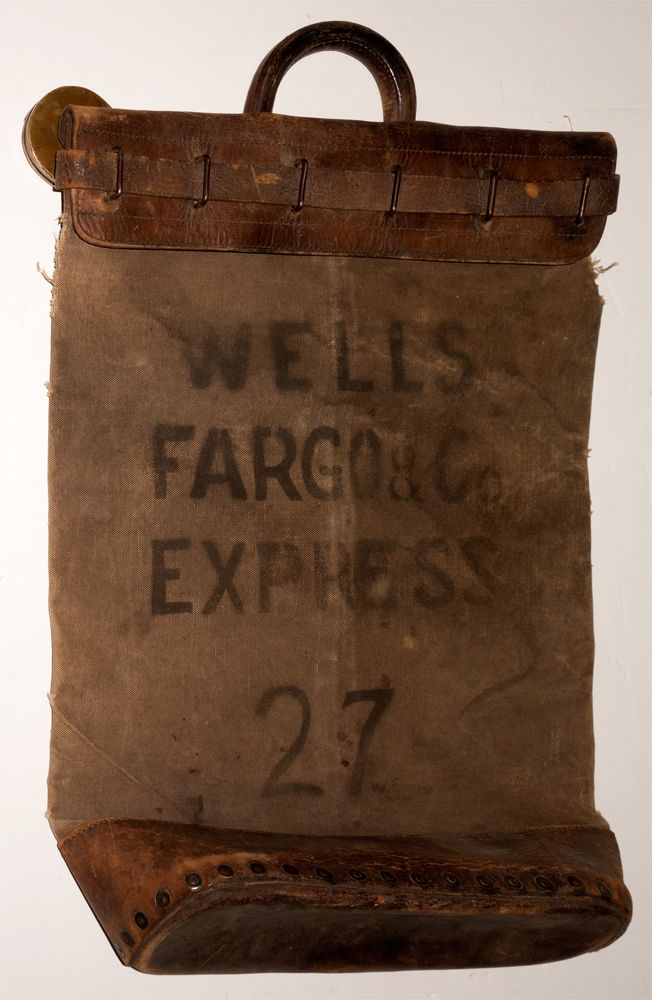 WELLS
FARGO & Co
EXPRESS
27